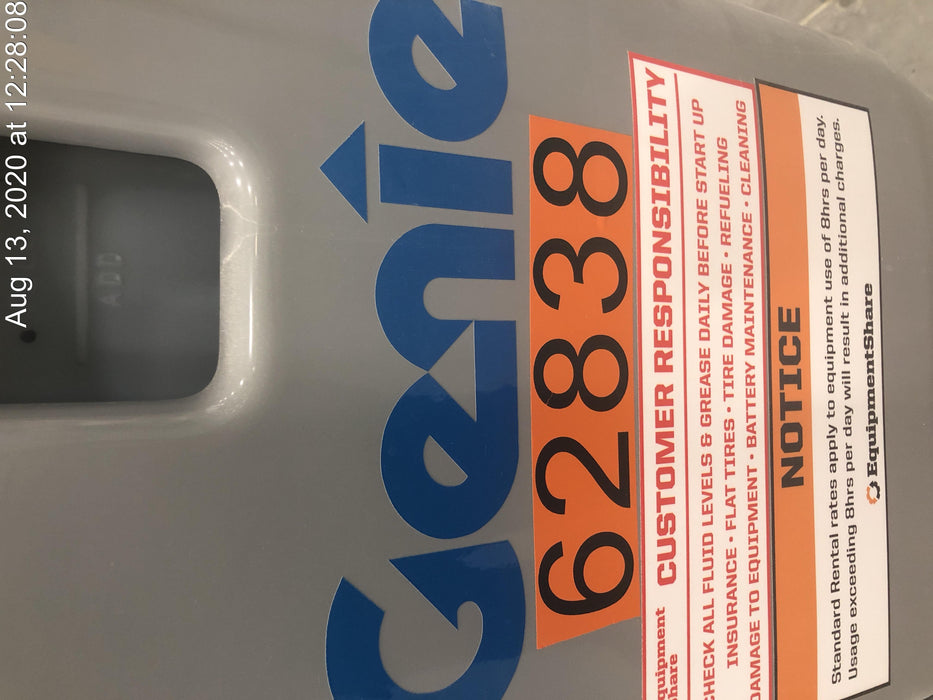 Aug 13, 2020 at 12:28:08
ADD
Genie
62838
quipment
hare
CUSTOMER RESPONSIBILITY
CHECK ALL FLUID LEVELS & GREASE DAILY BEFORE START UP
INSURANCE • FLAT TIRES • TIRE DAMAGE • REFUELING
DAMAGE TO EQUIPMENT • BATTERY MAINTENANCE • CLEANING
NOTICE
Standard Rental rates apply to equipment use of 8hrs per day.
Usage exceeding 8hrs per day will result in additional charges.
EquipmentShare